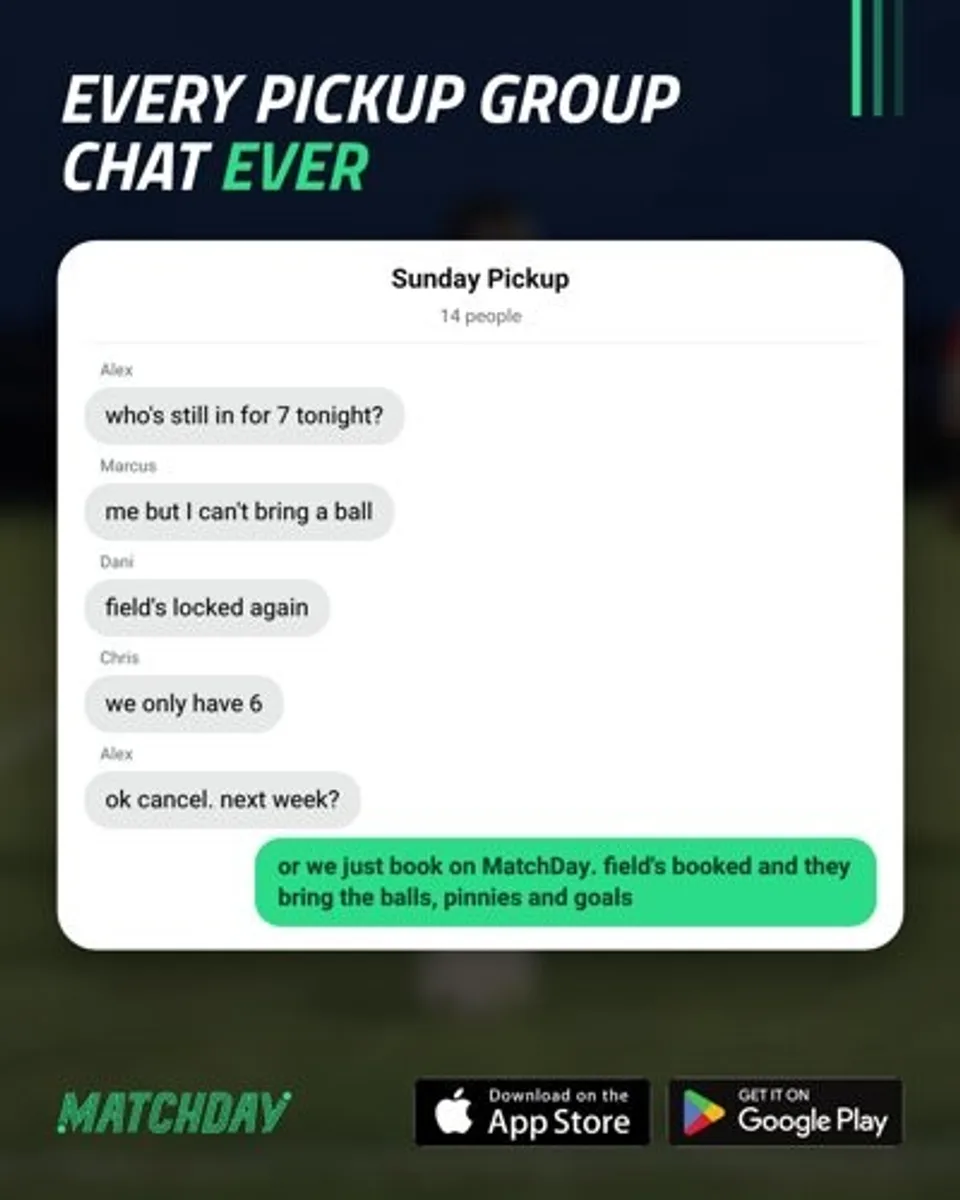 EVERY PICKUP GROUP
CHAT EVER
Sunday Pickup
14 people
Alex
who's still in for 7 tonight?
Marcus
me but I can't bring a ball
Dani
field's locked again
Chris
we only have 6
Alex
ok cancel. next week?
or we just book on MatchDay. field's booked and they
bring the balls, pinnies and goals
MATCHDAY
Download on the
App Store
GET IT ON
Google Play